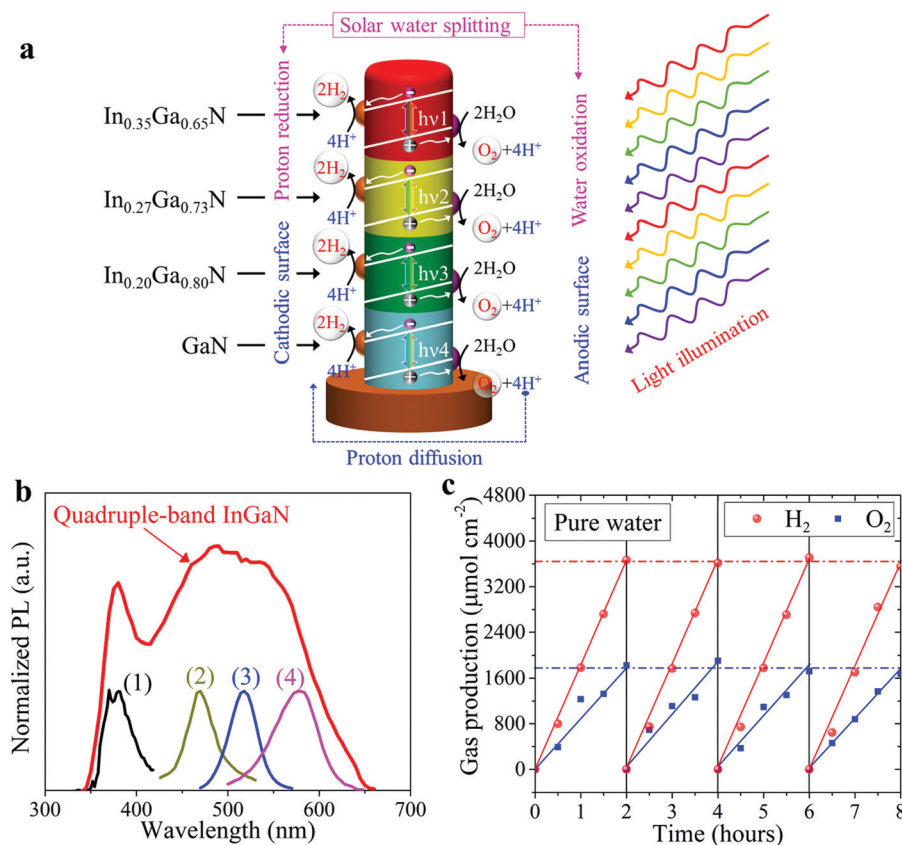 a
Solar water splitting
Proton reduction
Cathodic surface
In0.35Ga0.65N
In0.27Ga0.73N
In0.20Ga0.80N
GaN
2H2
4H+
hν1
2H2O
O2+4H+
2H2
4H+
hν2
2H2O
O2+4H+
2H2
4H+
hν3
2H2O
O2+4H+
2H2
4H+
hν4
2H2O
O2+4H+
Water oxidation
Anodic surface
Light illumination
Proton diffusion
b
Quadruple-band InGaN
Normalized PL (a.u.)
(1)
(2)
(3)
(4)
300 400 500 600 700
Wavelength (nm)
c
Pure water
H2 O2
Gas production (µmol cm-2)
4800
3600
2400
1600
800
0
0 1 2 3 4 5 6 7 8
Time (hours)